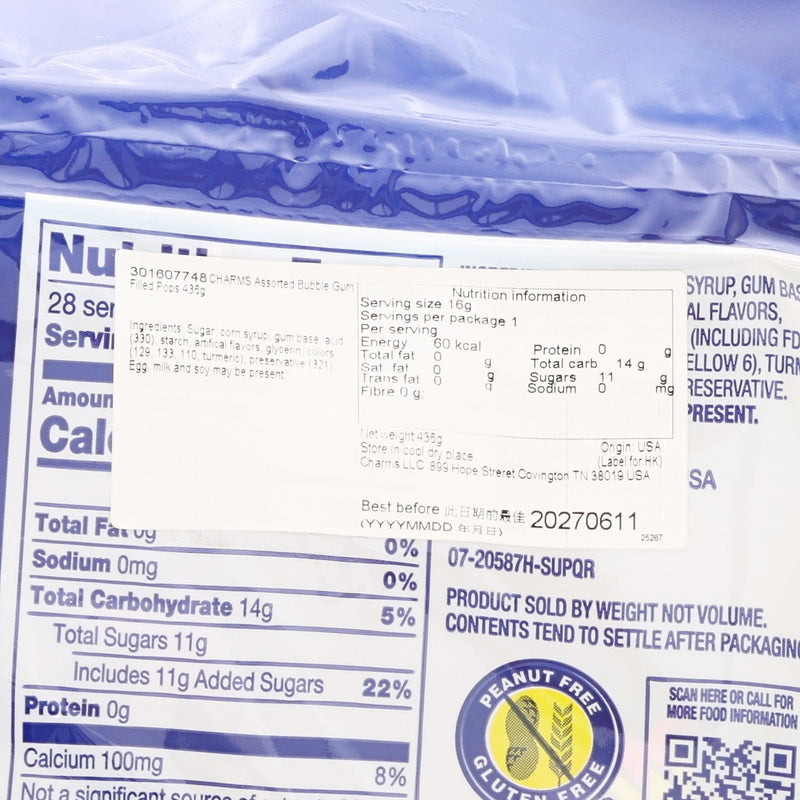 301607748 CHARMS Assorted Bubble Gum
Filled Pops 436g
Ingredients: Sugar, corn syrup, gum base, acid
(330), starch, artifical flavors, glycerin, colors
(129, 133, 110, turmeric), preservative (321)
Egg, milk and soy may be present.
Nutrition information
Serving size 16g
Servings per package 1
Per serving
Energy 60 kcal
Total fat 0 g
Sat. fat 0 g
Trans fat 0 g
Fibre 0 g;
Protein 0 g
Total carb 14 g
Sugars 11 g
Sodium 0 mg
Net weight 436g
Store in cool dry place
Origin: USA
(Label for HK)
Charms LLC 899 Hope Streret Covington TN 38019 USA
Best before 此日期前最佳 20270611
(YYYYMMDD 年月日)
25287
28 ser
Servi
Amoun
Total Fat 0g 0%
Sodium 0mg 0%
Total Carbohydrate 14g 5%
Total Sugars 11g
Includes 11g Added Sugars 22%
Protein 0g
Calcium 100mg 8%
SYRUP, GUM BAS
AL FLAVORS,
(INCLUDING FD
ELLOW 6), TURM
RESERVATIVE.
PRESENT.
SA
07-20587H-SUPQR
PRODUCT SOLD BY WEIGHT NOT VOLUME.
CONTENTS TEND TO SETTLE AFTER PACKAGING
PEANUT FREE
GLUTEN FREE
SCAN HERE OR CALL FOR
MORE FOOD INFORMATION
Not a significant source of